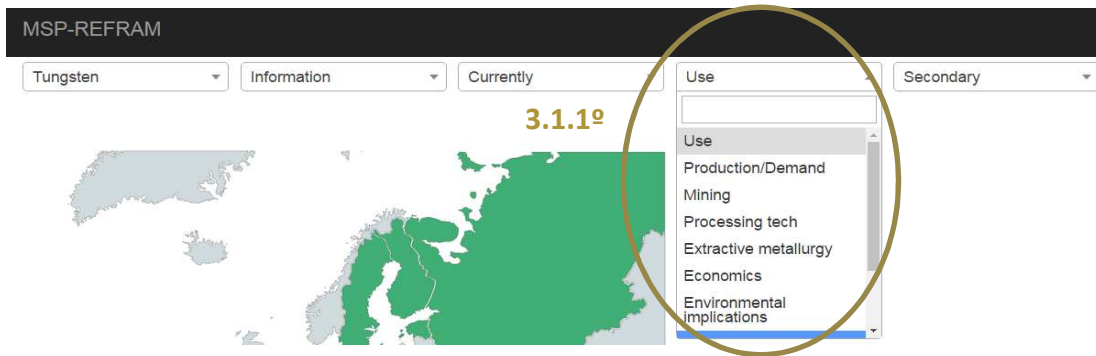 MSP-REFRAM
Tungsten Information Currently Use Secondary
3.1.1º
Use
Production/Demand
Mining
Processing tech
Extractive metallurgy
Economics
Environmental
implications